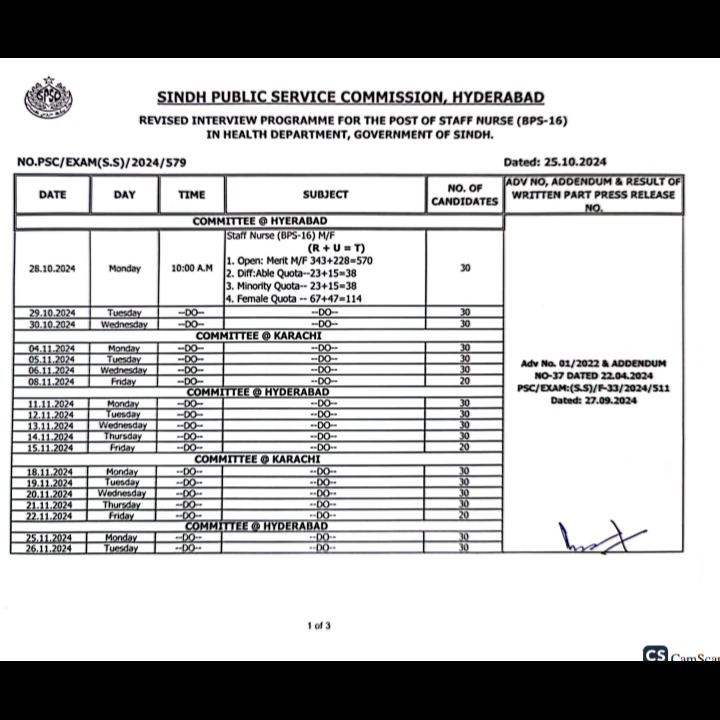 SPSC
SINDH PUBLIC SERVICE COMMISSION, HYDERABAD
REVISED INTERVIEW PROGRAMME FOR THE POST OF STAFF NURSE (BPS-16)
IN HEALTH DEPARTMENT, GOVERNMENT OF SINDH.
NO.PSC/EXAM(S.S)/2024/579 Dated: 25.10.2024
DATE DAY TIME SUBJECT NO. OF CANDIDATES ADV NO, ADDENDUM & RESULT OF WRITTEN PART PRESS RELEASE NO.
COMMITTEE @ HYERABAD
Staff Nurse (BPS-16) M/F
(R + U = T)
1. Open: Merit M/F 343+228=570
28.10.2024 Monday 10:00 A.M 2. Diff:Able Quota--23+15=38 30
3. Minority Quota-- 23+15=38
4. Female Quota -- 67+47=114
29.10.2024 Tuesday --DO-- --DO-- 30
30.10.2024 Wednesday --DO-- --DO-- 30
COMMITTEE @ KARACHI
04.11.2024 Monday --DO-- --DO-- 30
05.11.2024 Tuesday --DO-- --DO-- 30
06.11.2024 Wednesday --DO-- --DO-- 30
08.11.2024 Friday --DO-- --DO-- 20
COMMITTEE @ HYDERABAD
11.11.2024 Monday --DO-- --DO-- 30
12.11.2024 Tuesday --DO-- --DO-- 30
13.11.2024 Wednesday --DO-- --DO-- 30
14.11.2024 Thursday --DO-- --DO-- 30
15.11.2024 Friday --DO-- --DO-- 20
COMMITTEE @ KARACHI
18.11.2024 Monday --DO-- --DO-- 30
19.11.2024 Tuesday --DO-- --DO-- 30
20.11.2024 Wednesday --DO-- --DO-- 30
21.11.2024 Thursday --DO-- --DO-- 30
22.11.2024 Friday --DO-- --DO-- 20
COMMITTEE @ HYDERABAD
25.11.2024 Monday --DO-- --DO-- 30
26.11.2024 Tuesday --DO-- --DO-- 30
Adv No. 01/2022 & ADDENDUM
NO-37 DATED 22.04.2024
PSC/EXAM:(S.S)/F-33/2024/511
Dated: 27.09.2024
1 of 3
CS CamScan